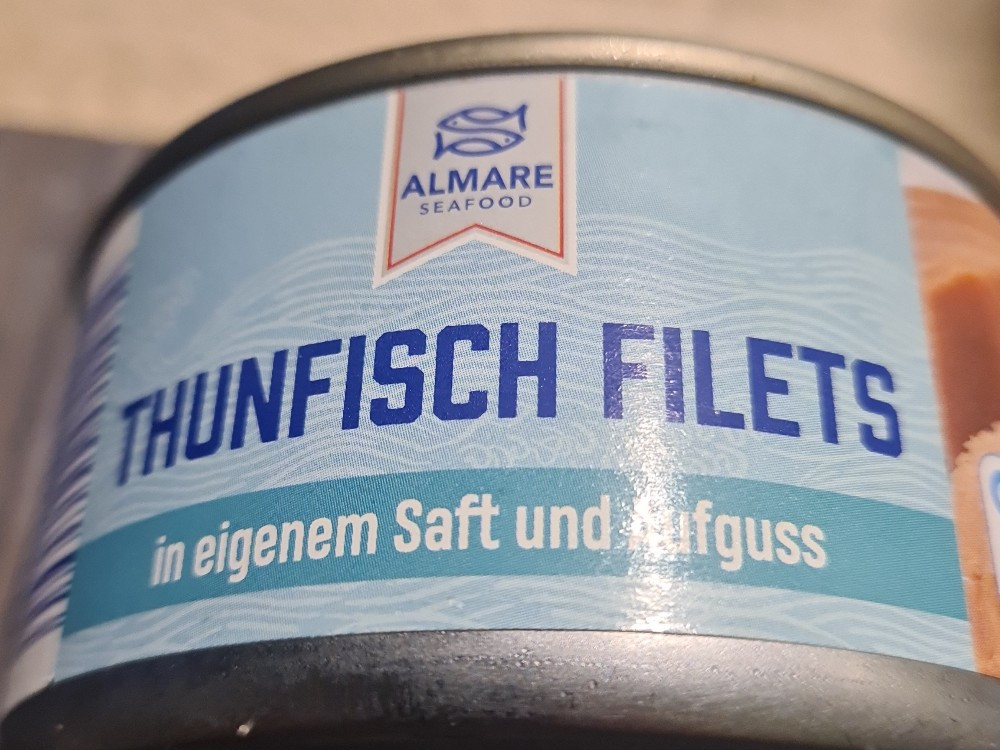 ALMARE
SEAFOOD
THUNFISCH FILETS
in eigenem Saft und Aufguss